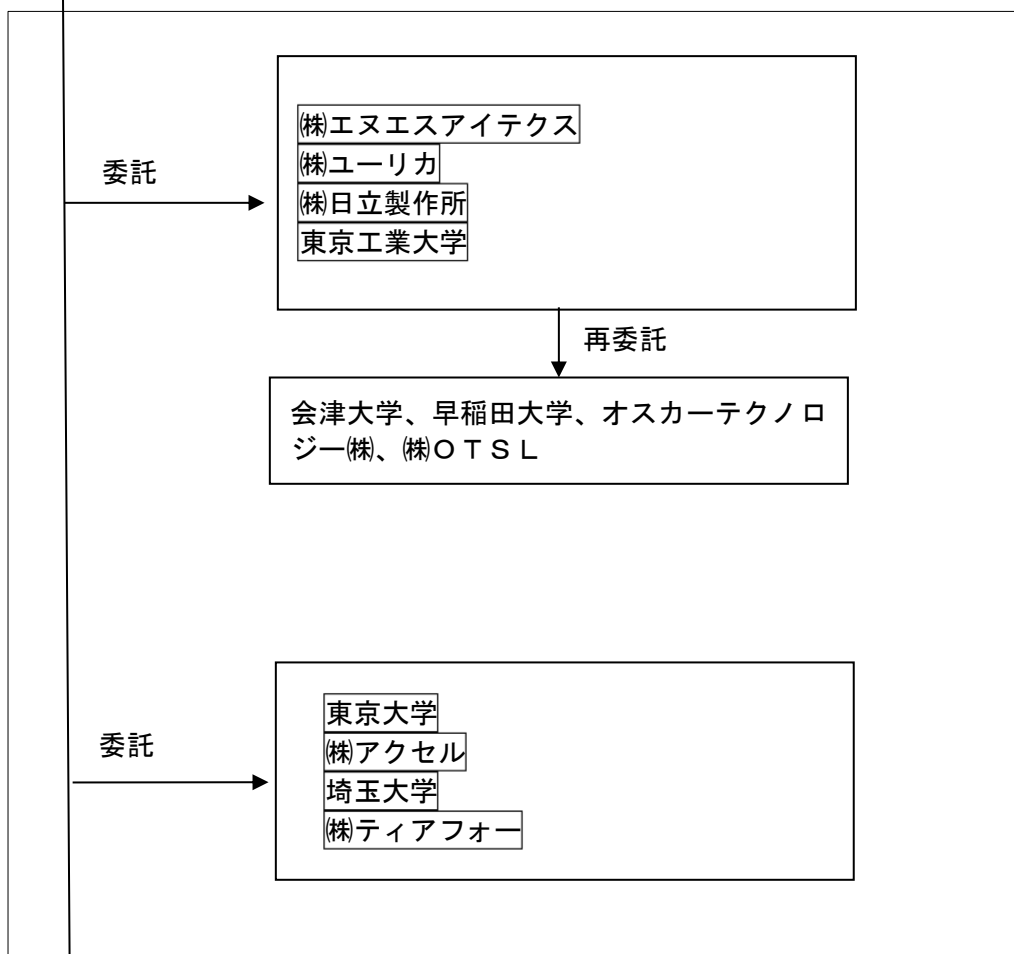 委託
㈱エヌエスアイテクス
㈱ユーリカ
㈱日立製作所
東京工業大学
再委託
会津大学、早稲田大学、オスカーテクノロ
ジー㈱、㈱ＯＴＳＬ
委託
東京大学
㈱アクセル
埼玉大学
㈱ティアフォー